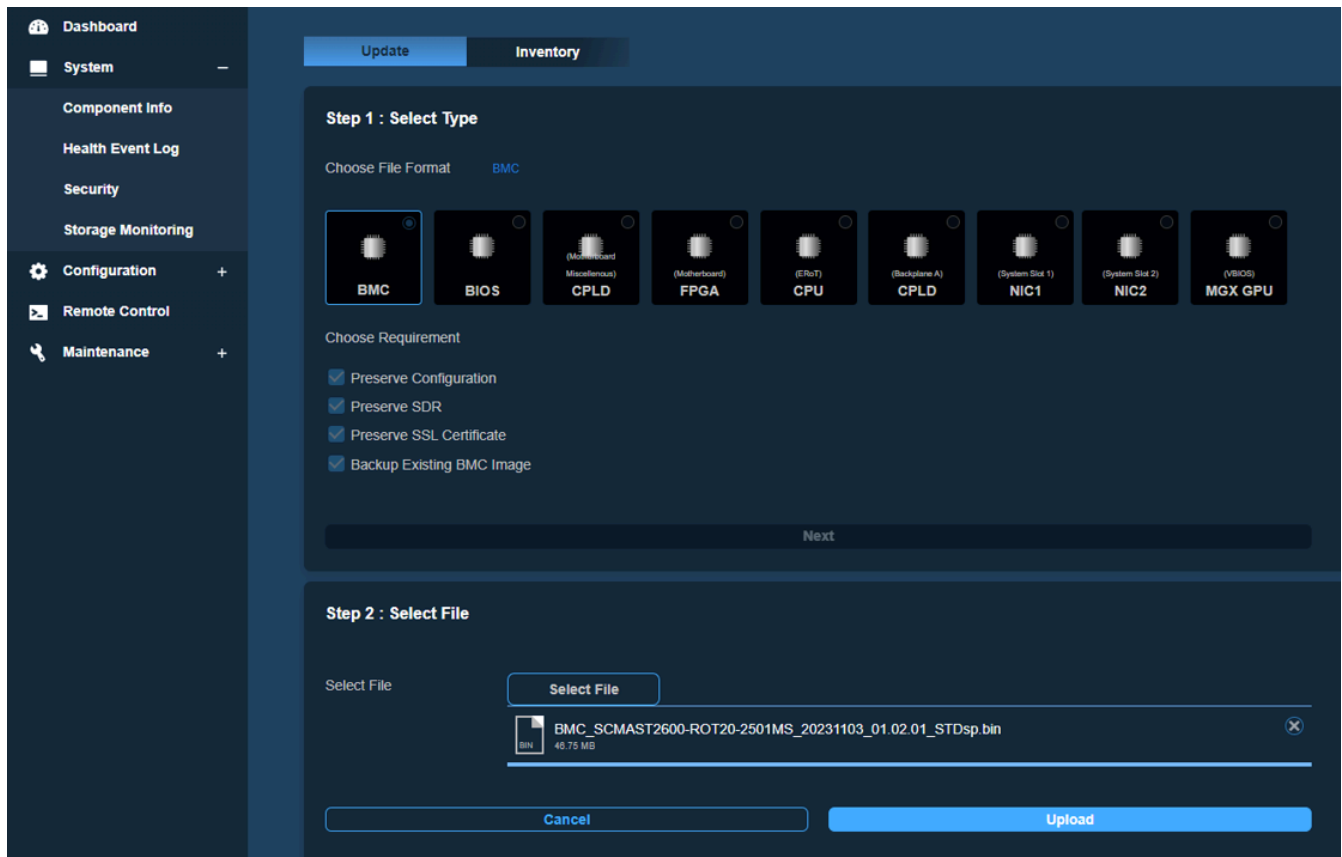 Dashboard
System
Component Info
Health Event Log
Security
Storage Monitoring
Configuration
Remote Control
Maintenance
Update
Inventory
Step 1 : Select Type
Choose File Format BMC
BMC
BIOS
(Motherboard
Miscellenous)
CPLD
(Motherboard)
FPGA
(ERoT)
CPU
(Backplane A)
CPLD
(System Slot 1)
NIC1
(System Slot 2)
NIC2
(VBIOS)
MGX GPU
Choose Requirement
Preserve Configuration
Preserve SDR
Preserve SSL Certificate
Backup Existing BMC Image
Next
Step 2 : Select File
Select File
Select File
BIN
BMC_SCMAST2600-ROT20-2501MS_20231103_01.02.01_STDsp.bin
46.75 MB
Cancel
Upload